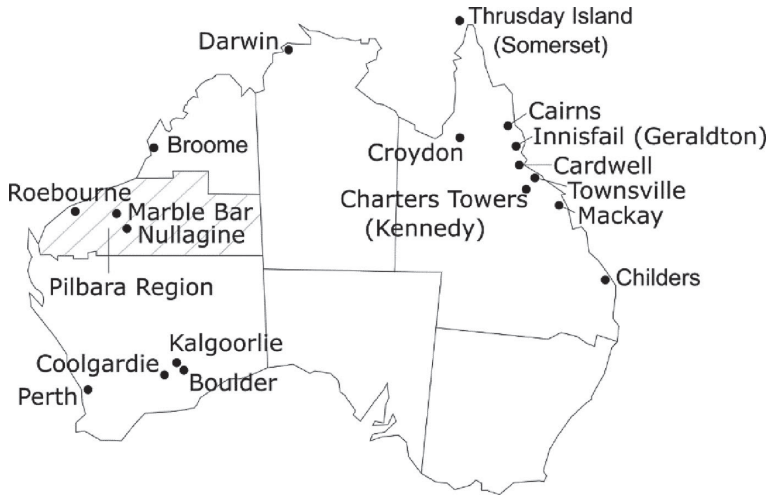 Thrusday Island
(Somerset)
Darwin
Cairns
Innisfail (Geraldton)
Broome
Croydon
Cardwell
Townsville
Charters Towers
(Kennedy)
Mackay
Roebourne
Marble Bar
Nullagine
Pilbara Region
Childers
Kalgoorlie
Coolgardie
Boulder
Perth